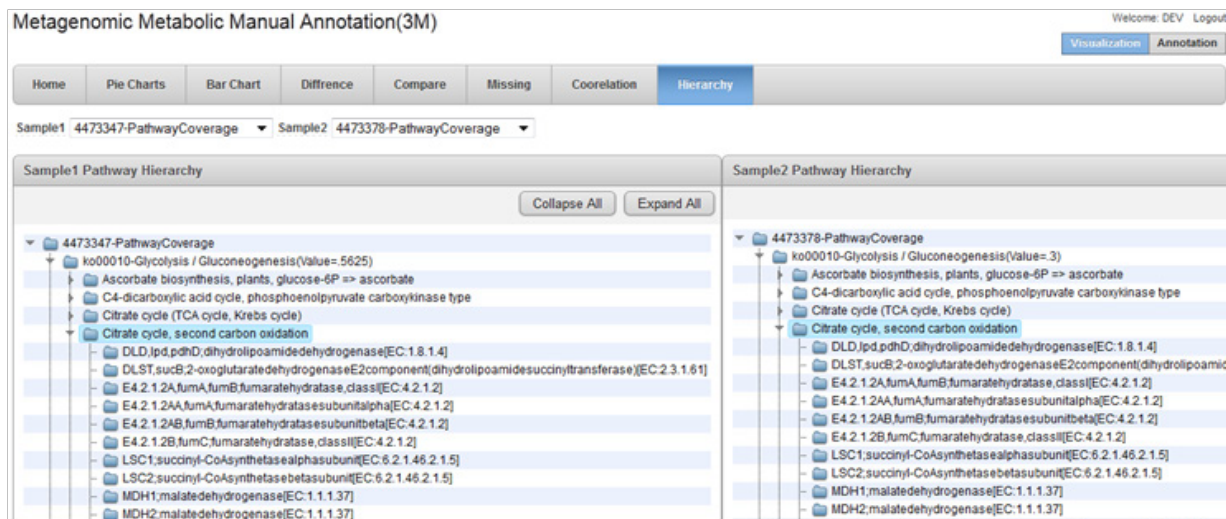 Metagenomic Metabolic Manual Annotation(3M)
Welcome: DEV Logout
Visualization Annotation
Home Pie Charts Bar Chart Diffrence Compare Missing Coorelation Hierarchy
Sample1 4473347-PathwayCoverage Sample2 4473378-PathwayCoverage
Sample1 Pathway Hierarchy
Collapse All Expand All
4473347-PathwayCoverage
ko00010-Glycolysis / Gluconeogenesis(Value=.5625)
Ascorbate biosynthesis, plants, glucose-6P => ascorbate
C4-dicarboxylic acid cycle, phosphoenolpyruvate carboxykinase type
Citrate cycle (TCA cycle, Krebs cycle)
Citrate cycle, second carbon oxidation
DLD,lpd,pdhD;dihydrolipoamidedehydrogenase[EC:1.8.1.4]
DLST,sucB;2-oxoglutaratedehydrogenaseE2component(dihydrolipoamidesuccinyltransferase)[EC:2.3.1.61]
E4.2.1.2A,fumA,fumB;fumaratehydratase,classI[EC:4.2.1.2]
E4.2.1.2AA,fumA;fumaratehydratasesubunitalpha[EC:4.2.1.2]
E4.2.1.2AB,fumB;fumaratehydratasesubunitbeta[EC:4.2.1.2]
E4.2.1.2B,fumC;fumaratehydratase,classII[EC:4.2.1.2]
LSC1;succinyl-CoAsynthetasealphasubunit[EC:6.2.1.46.2.1.5]
LSC2;succinyl-CoAsynthetasebetasubunit[EC:6.2.1.46.2.1.5]
MDH1;malatedehydrogenase[EC:1.1.1.37]
MDH2;malatedehydrogenase[EC:1.1.1.37]
Sample2 Pathway Hierarchy
4473378-PathwayCoverage
ko00010-Glycolysis / Gluconeogenesis(Value=.3)
Ascorbate biosynthesis, plants, glucose-6P => ascorbate
C4-dicarboxylic acid cycle, phosphoenolpyruvate carboxykinase type
Citrate cycle (TCA cycle, Krebs cycle)
Citrate cycle, second carbon oxidation
DLD,lpd,pdhD;dihydrolipoamidedehydrogenase[EC:1.8.1.4]
DLST,sucB;2-oxoglutaratedehydrogenaseE2component(dihydrolipoamid
E4.2.1.2A,fumA,fumB;fumaratehydratase,classI[EC:4.2.1.2]
E4.2.1.2AA,fumA;fumaratehydratasesubunitalpha[EC:4.2.1.2]
E4.2.1.2AB,fumB;fumaratehydratasesubunitbeta[EC:4.2.1.2]
E4.2.1.2B,fumC;fumaratehydratase,classII[EC:4.2.1.2]
LSC1;succinyl-CoAsynthetasealphasubunit[EC:6.2.1.46.2.1.5]
LSC2;succinyl-CoAsynthetasebetasubunit[EC:6.2.1.46.2.1.5]
MDH1;malatedehydrogenase[EC:1.1.1.37]
MDH2;malatedehydrogenase[EC:1.1.1.37]